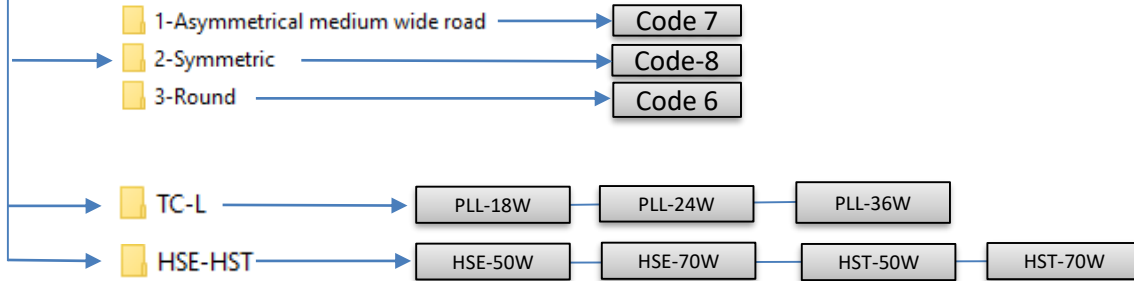 1-Asymmetrical medium wide road Code 7
2-Symmetric Code-8
3-Round Code 6
TC-L PLL-18W PLL-24W PLL-36W
HSE-HST HSE-50W HSE-70W HST-50W HST-70W